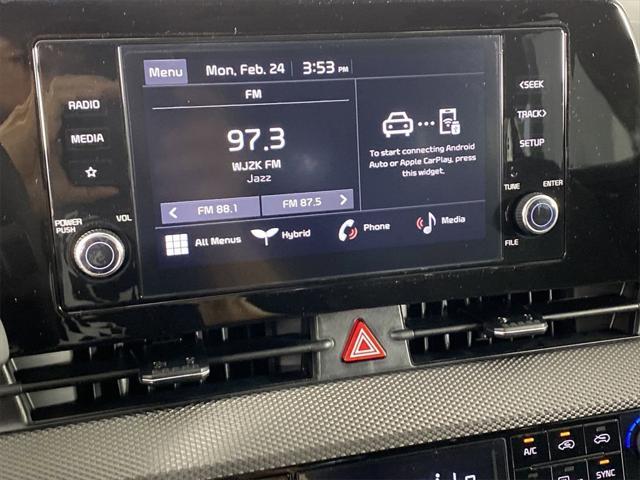 Menu Mon, Feb. 24 3:53 PM
FM
97.3
WJZK FM
Jazz
< FM 88.1 FM 87.5 >
To start connecting Android
Auto or Apple CarPlay, press
this widget.
All Menus Hybrid Phone Media
RADIO
MEDIA
POWER
PUSH
VOL
<SEEK
TRACK>
SETUP
TUNE
ENTER
FILE
A/C
SYNC